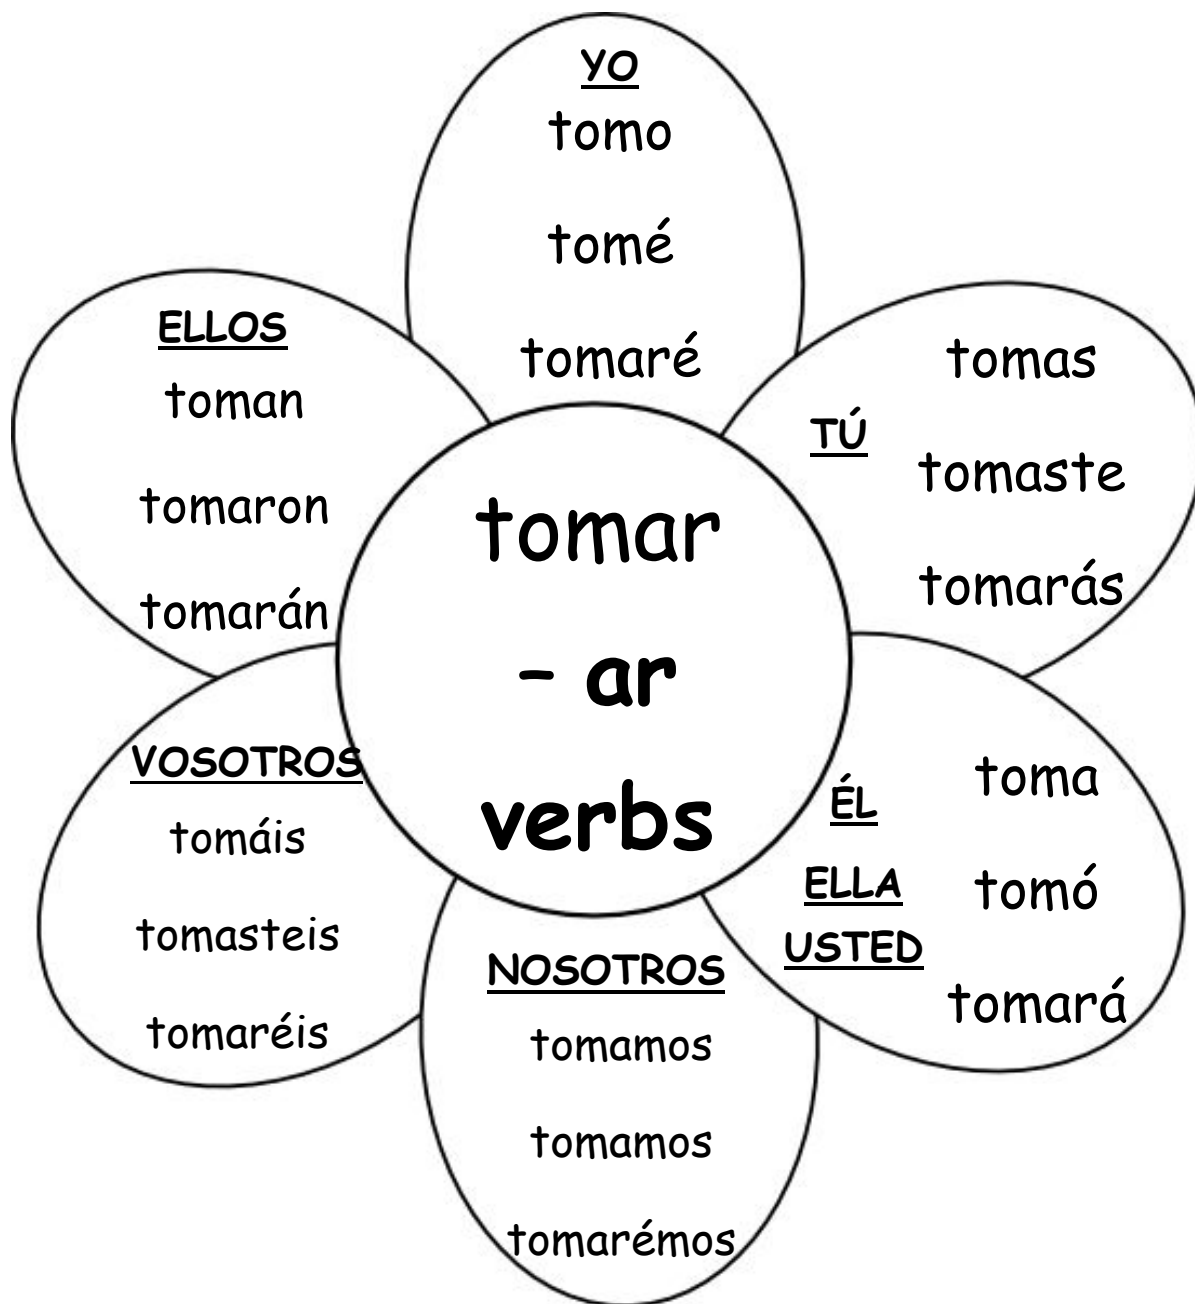 YO
tomo
tomé
tomaré
TÚ
tomas
tomaste
tomarás
ÉL
ELLA
USTED
toma
tomó
tomará
NOSOTROS
tomamos
tomamos
tomarémos
VOSOTROS
tomáis
tomasteis
tomaréis
ELLOS
toman
tomaron
tomarán
tomar
- ar
verbs